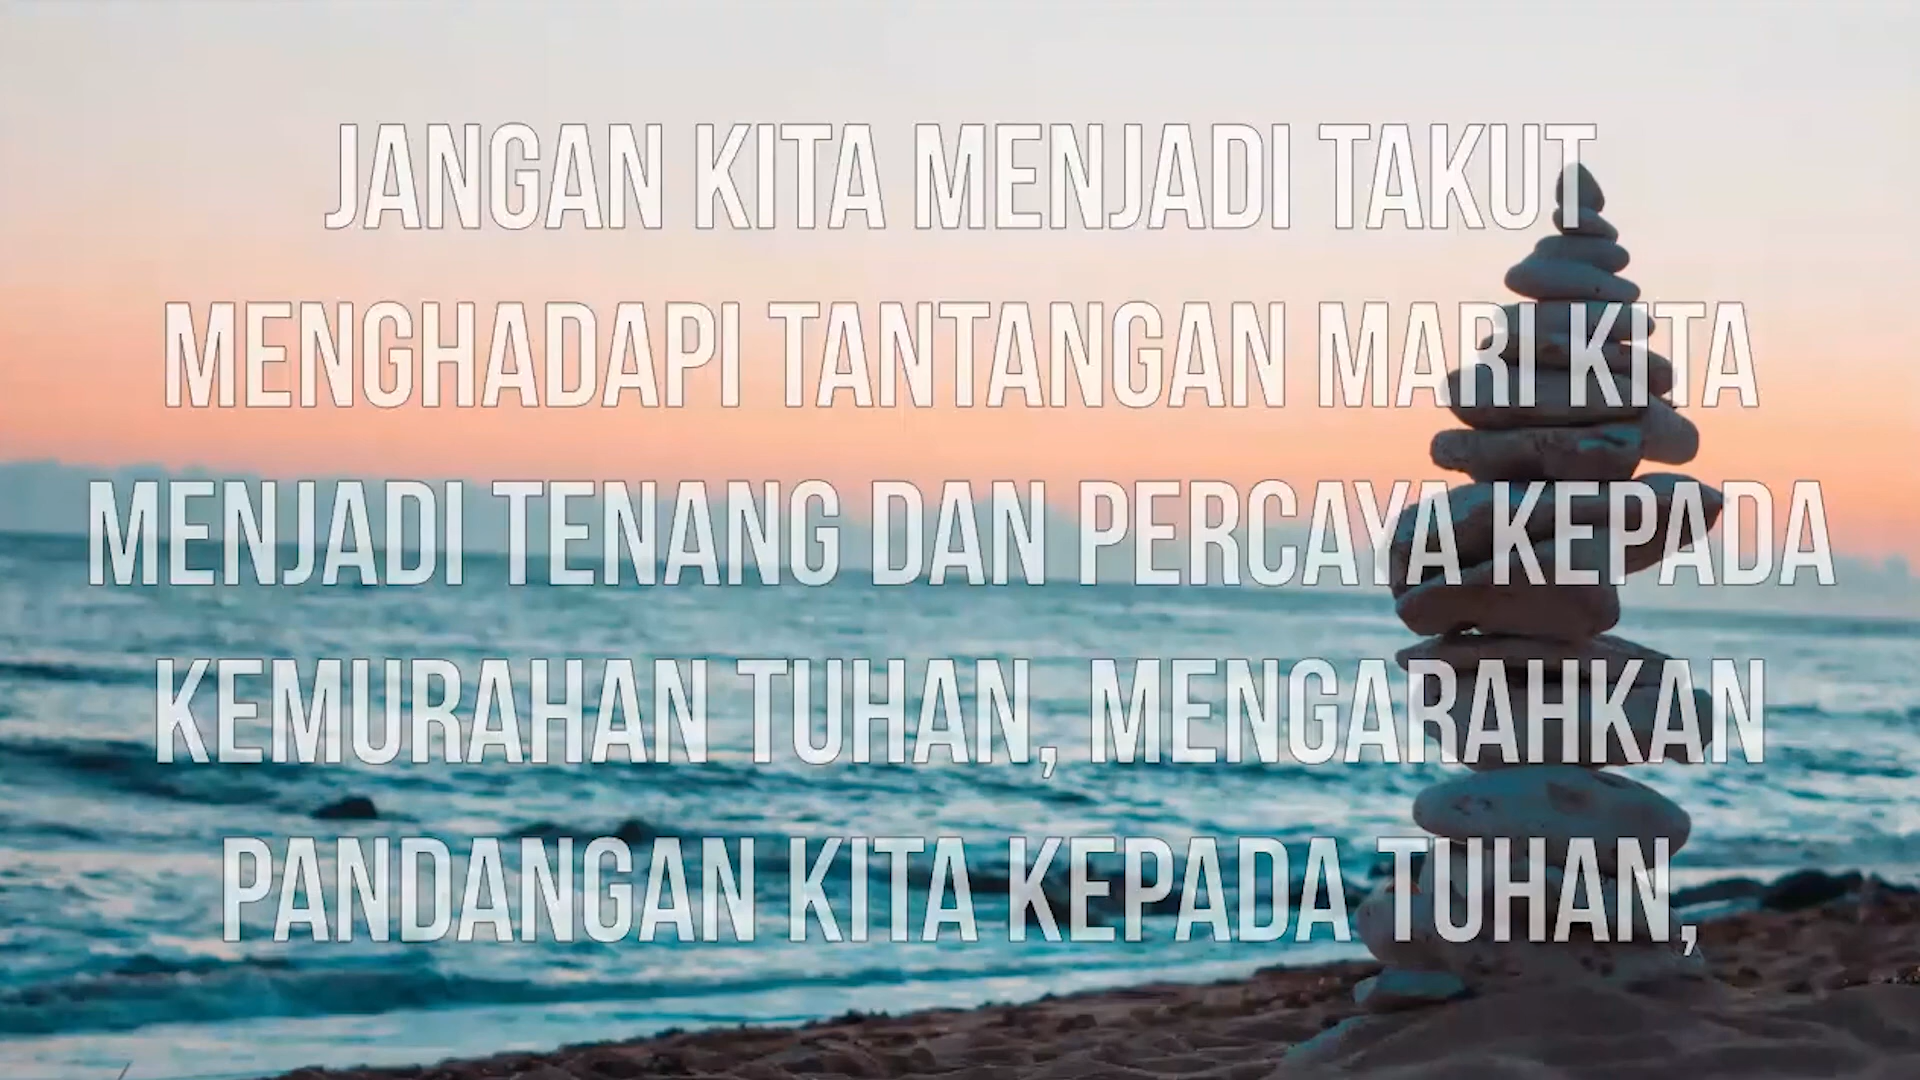 JANGAN KITA MENJADI TAKUT
MENGHADAPI TANTANGAN MARI KITA
MENJADI TENANG DAN PERCAYA KEPADA
KEMURAHAN TUHAN, MENGARAHKAN
PANDANGAN KITA KEPADA TUHAN,